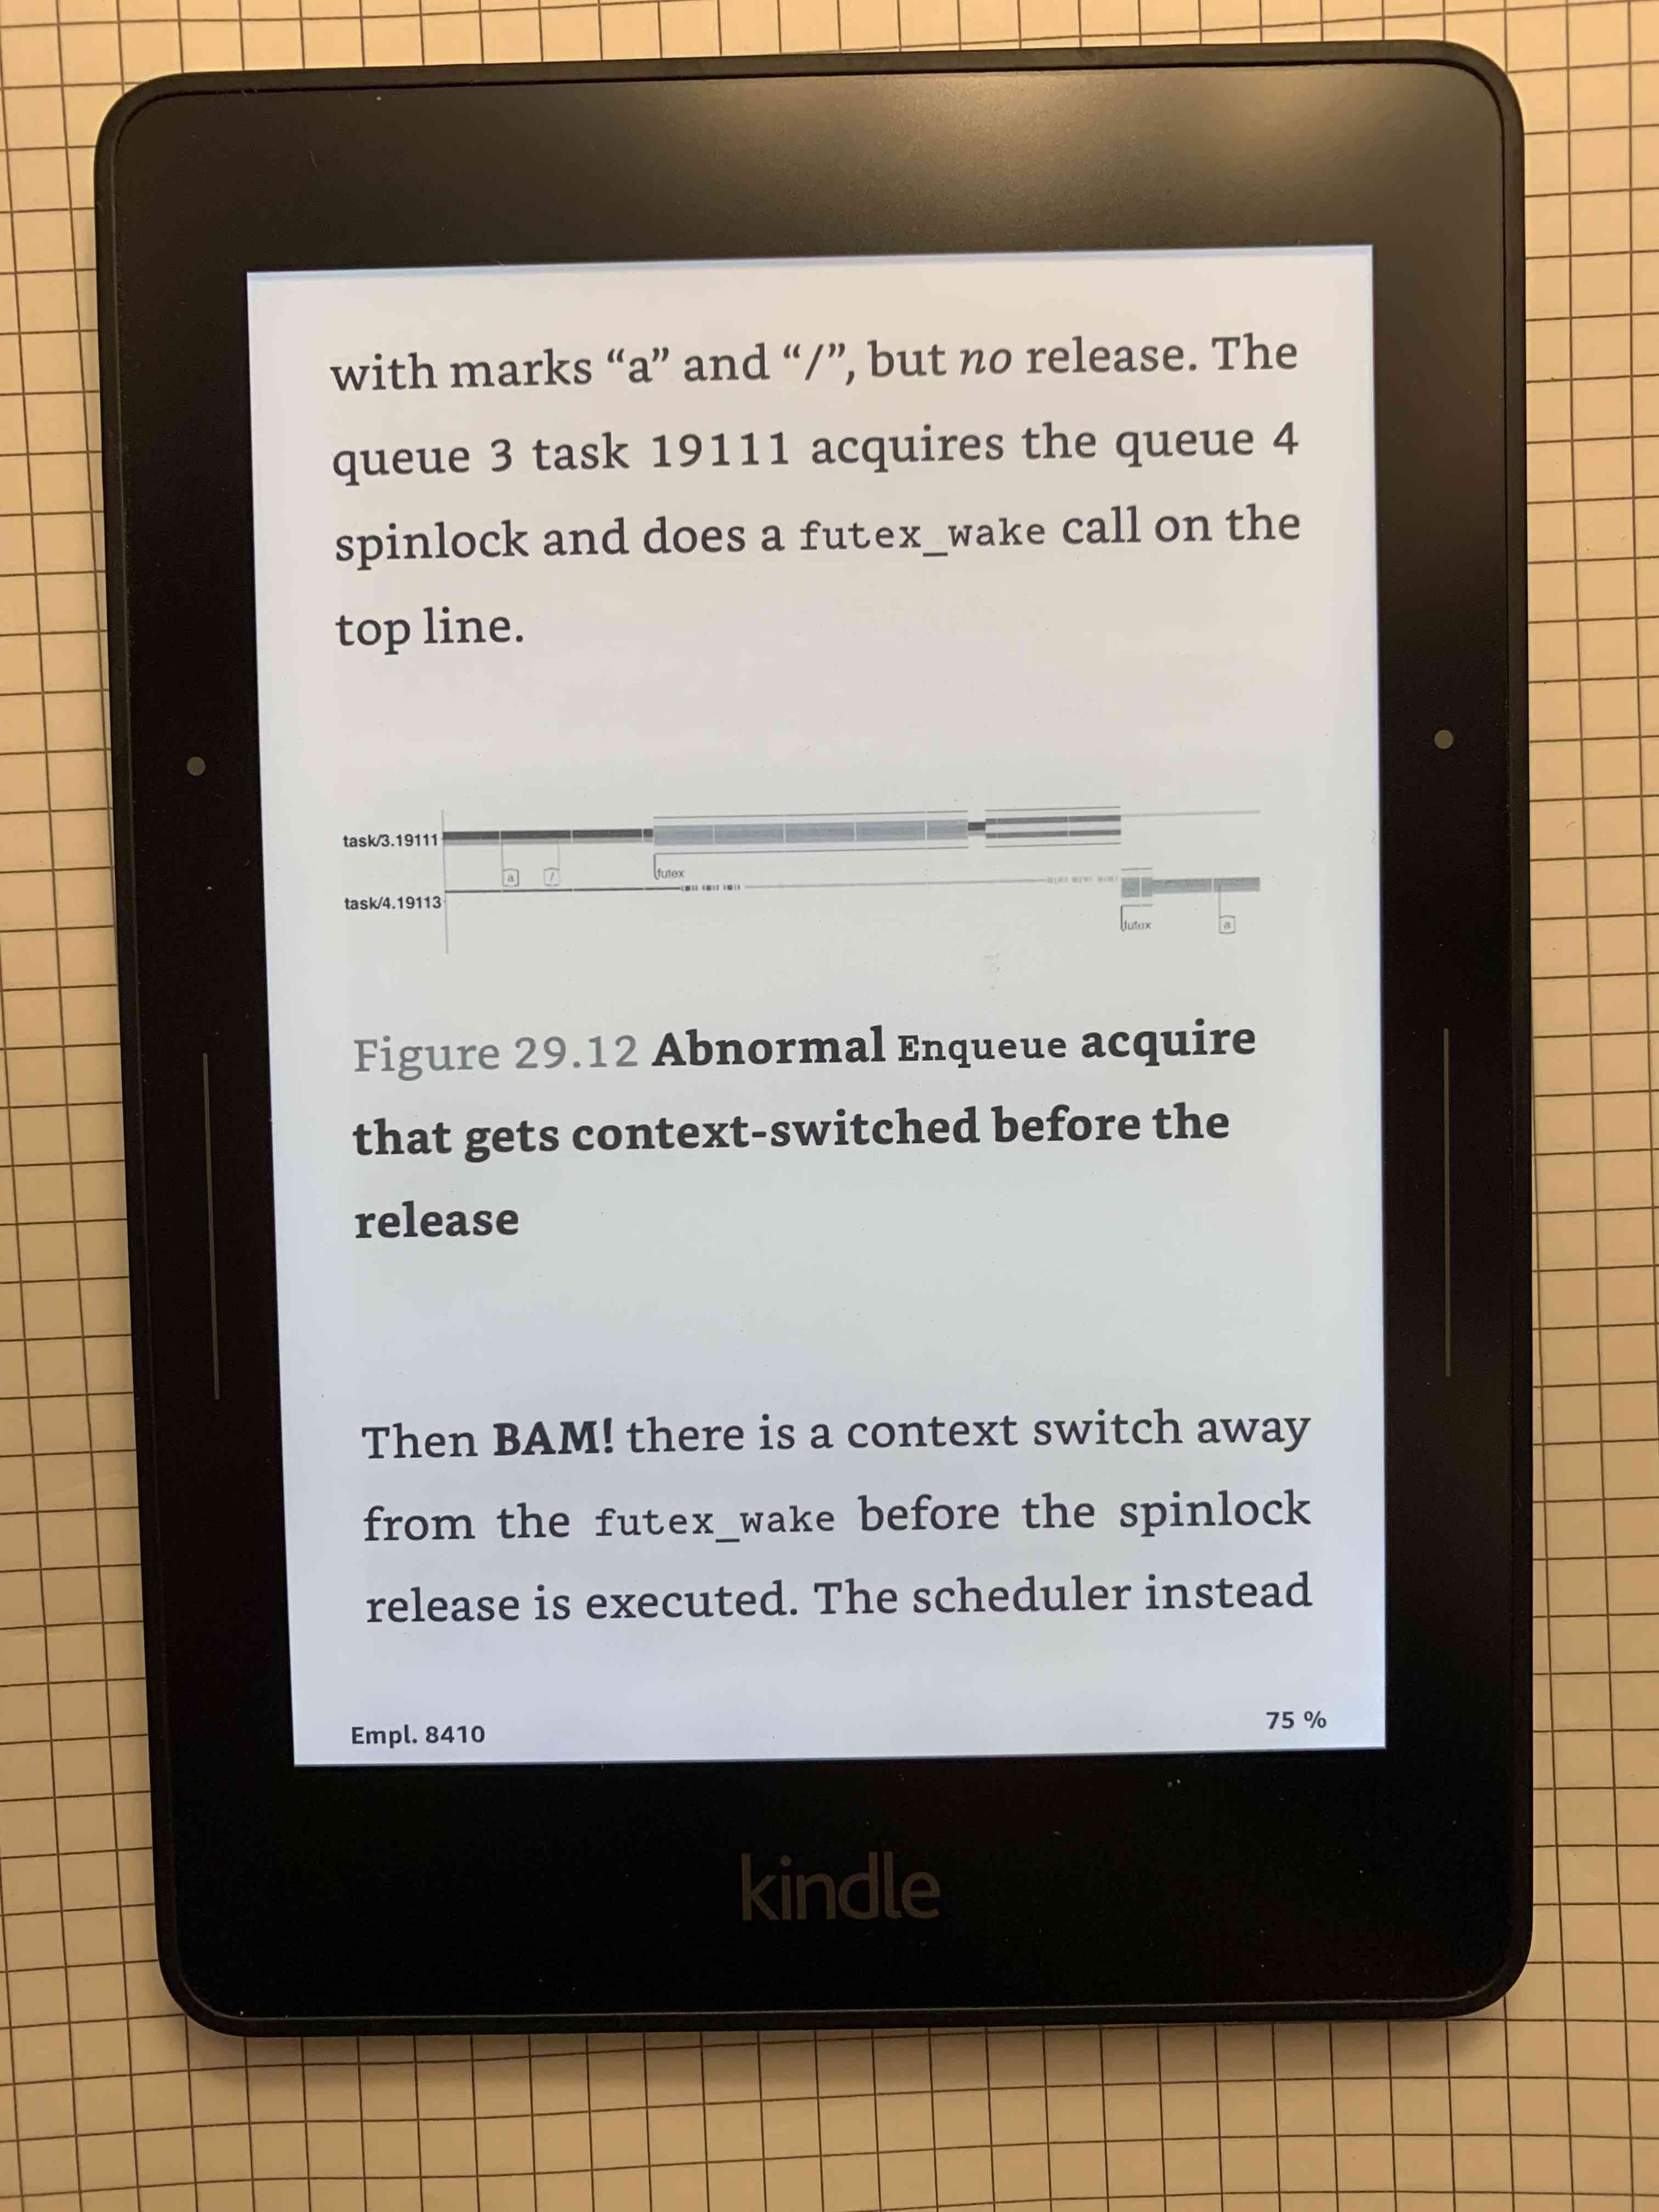 with marks “a” and “/”, but no release. The
queue 3 task 19111 acquires the queue 4
spinlock and does a futex_wake call on the
top line.
task/3.19111
a /
futex
task/4.19113
futex
a
Figure 29.12 Abnormal Enqueue acquire
that gets context-switched before the
release
Then BAM! there is a context switch away
from the futex_wake before the spinlock
release is executed. The scheduler instead
Empl. 8410 75 %
kindle